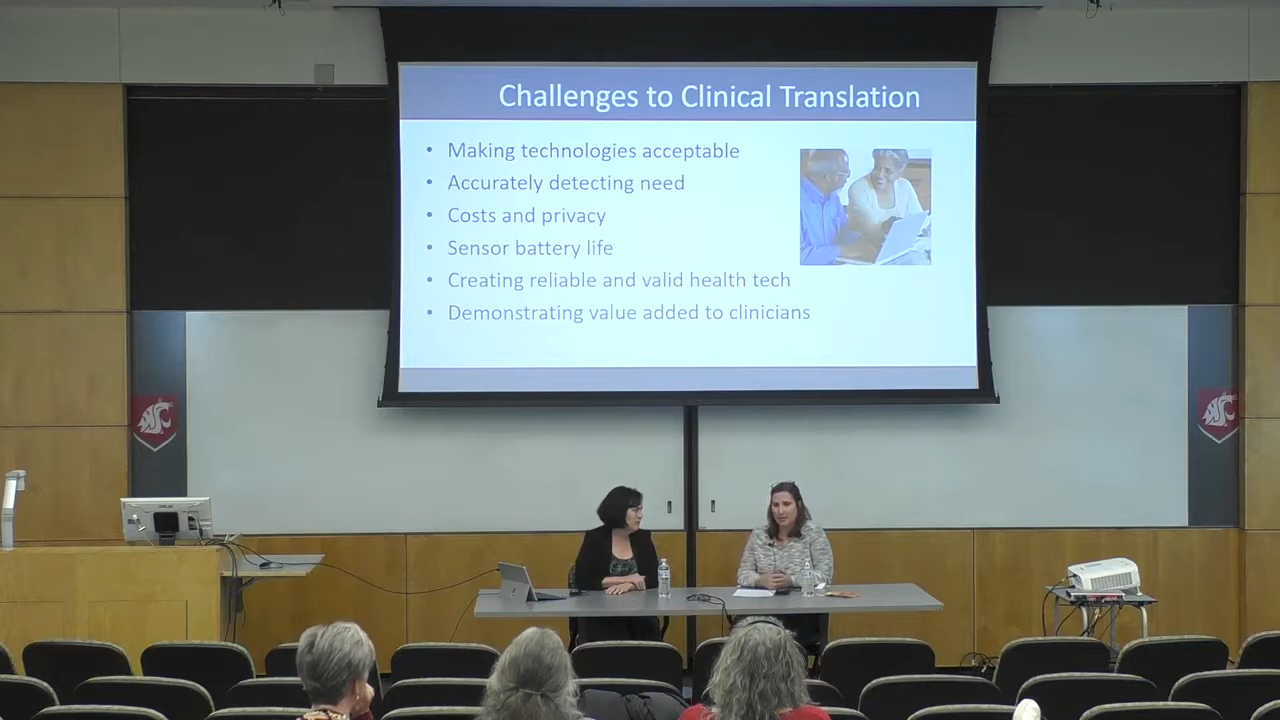 Challenges to Clinical Translation
• Making technologies acceptable
• Accurately detecting need
• Costs and privacy
• Sensor battery life
• Creating reliable and valid health tech
• Demonstrating value added to clinicians